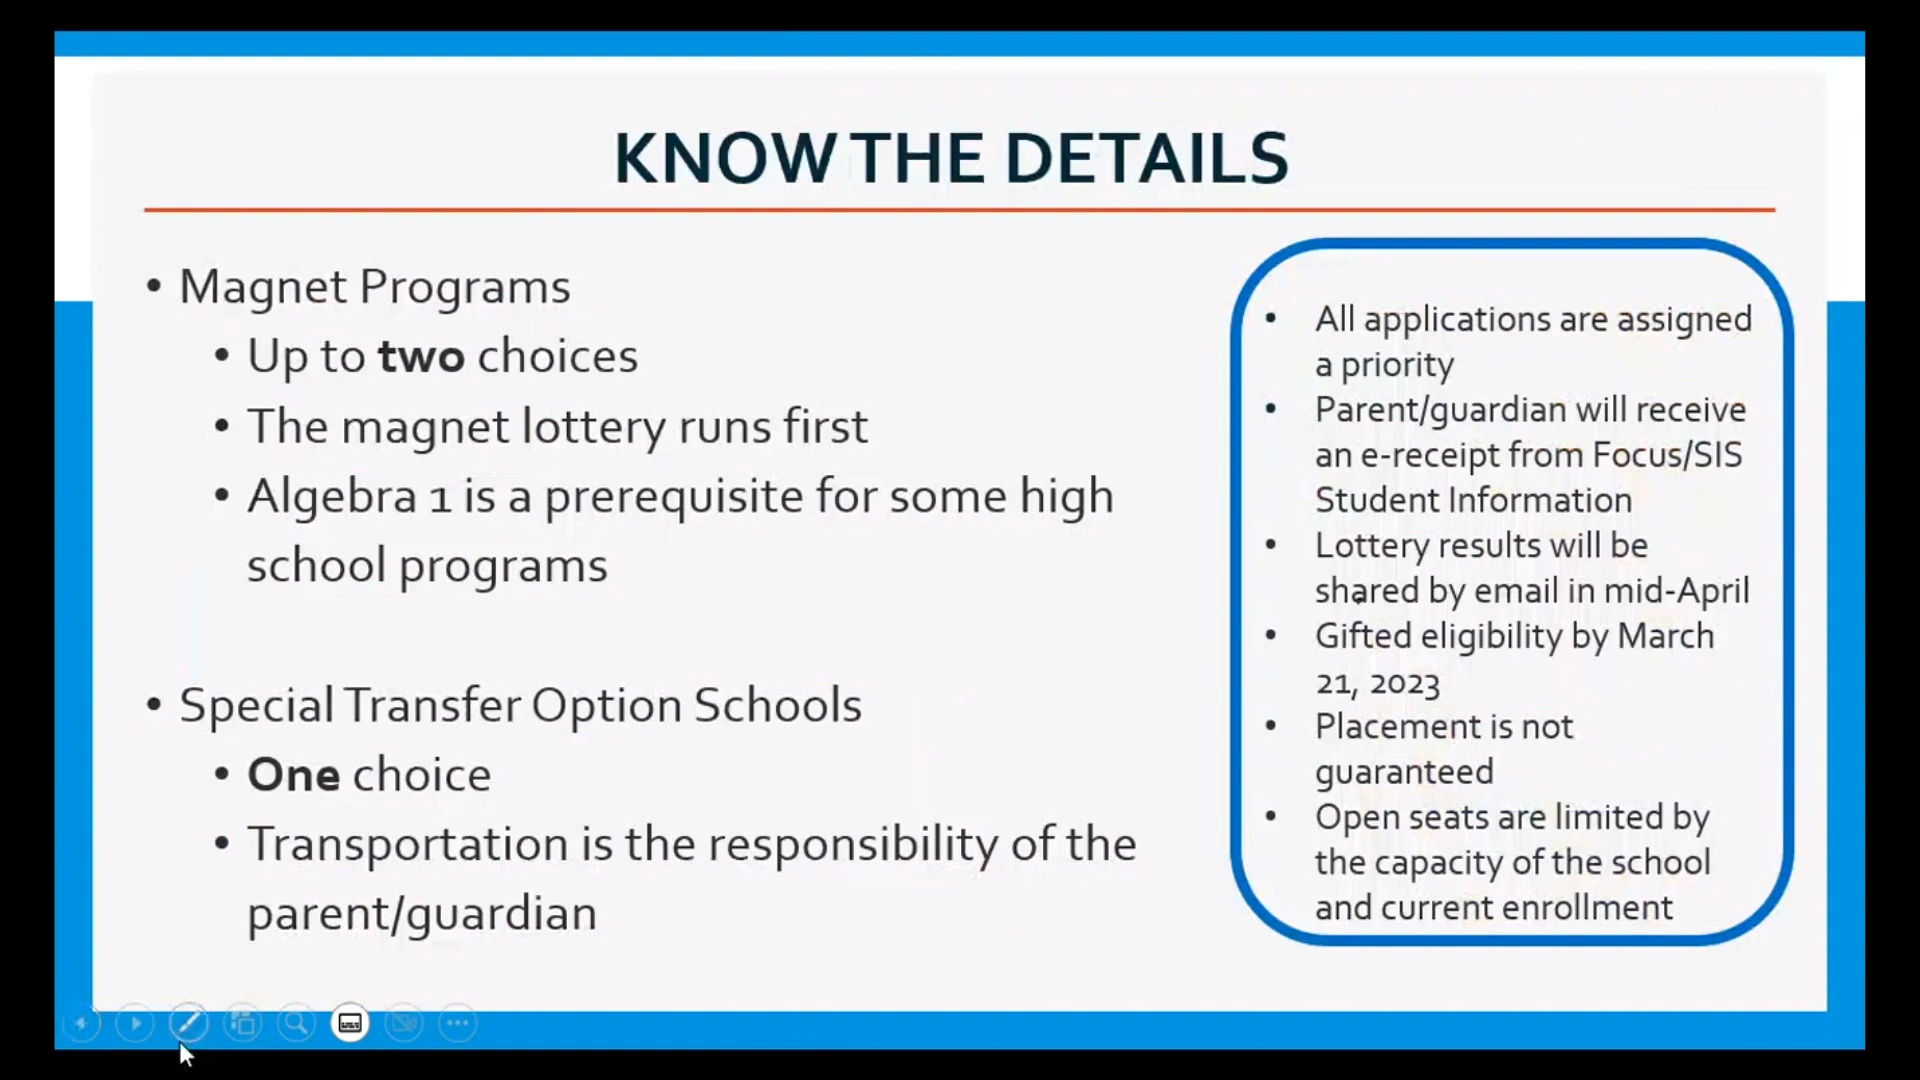 KNOW THE DETAILS
• Magnet Programs
• Up to two choices
• The magnet lottery runs first
• Algebra 1 is a prerequisite for some high
school programs
• Special Transfer Option Schools
• One choice
• Transportation is the responsibility of the
parent/guardian
• All applications are assigned
a priority
• Parent/guardian will receive
an e-receipt from Focus/SIS
Student Information
• Lottery results will be
shared by email in mid-April
• Gifted eligibility by March
21, 2023
• Placement is not
guaranteed
• Open seats are limited by
the capacity of the school
and current enrollment